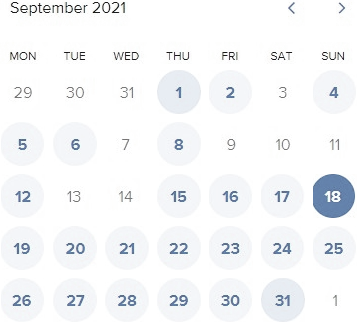 September 2021
MON TUE WED THU FRI SAT SUN
29 30 31 1 2 3 4
5 6 7 8 9 10 11
12 13 14 15 16 17 18
19 20 21 22 23 24 25
26 27 28 29 30 31 1